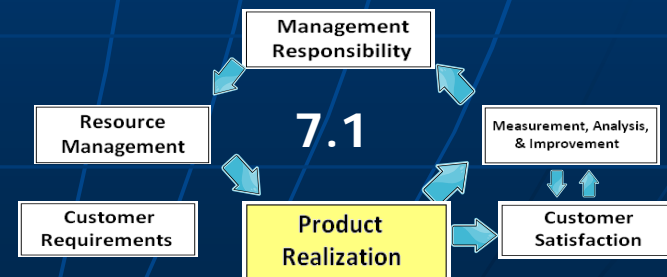 Management
Responsibility
Resource
Management
7.1
Measurement, Analysis,
& Improvement
Customer
Requirements
Product
Realization
Customer
Satisfaction